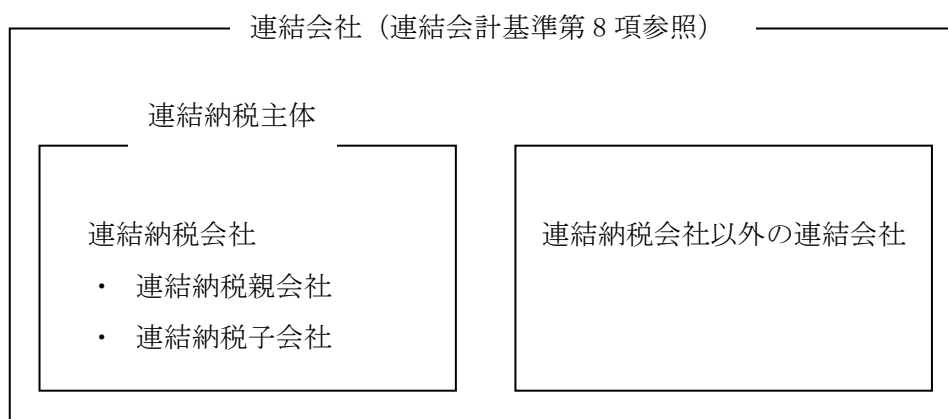 連結会社（連結会計基準第 8 項参照）
連結納税主体
連結納税会社
・ 連結納税親会社
・ 連結納税子会社
連結納税会社以外の連結会社